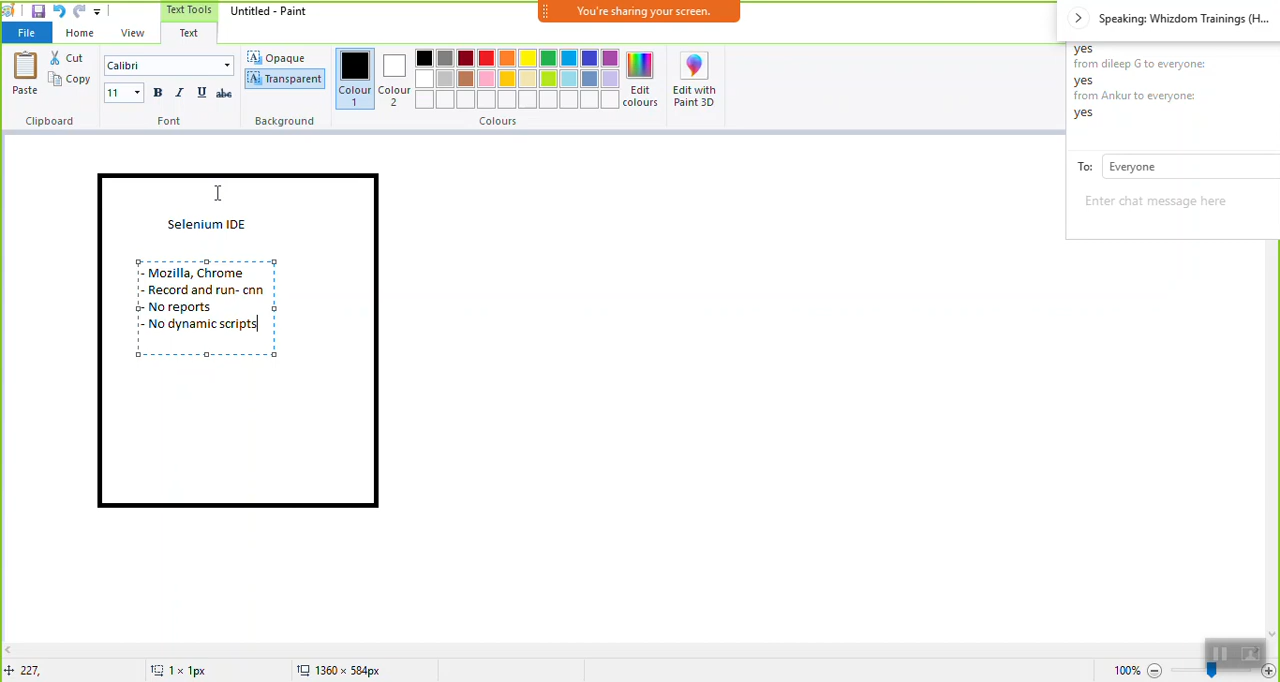 Text Tools
Untitled - Paint
You're sharing your screen.
Speaking: Whizdom Trainings (H...
File
Home
View
Text
Paste
Cut
Copy
Clipboard
Calibri
11
B I U abc
Font
Opaque
Transparent
Background
Colour 1
Colour 2
Edit colours
Colours
Edit with Paint 3D
yes
from dileep G to everyone:
yes
from Ankur to everyone:
yes
To:
Everyone
Enter chat message here
Selenium IDE
- Mozilla, Chrome
- Record and run- cnn
- No reports
- No dynamic scripts
227,
1 × 1px
1360 × 584px
100%